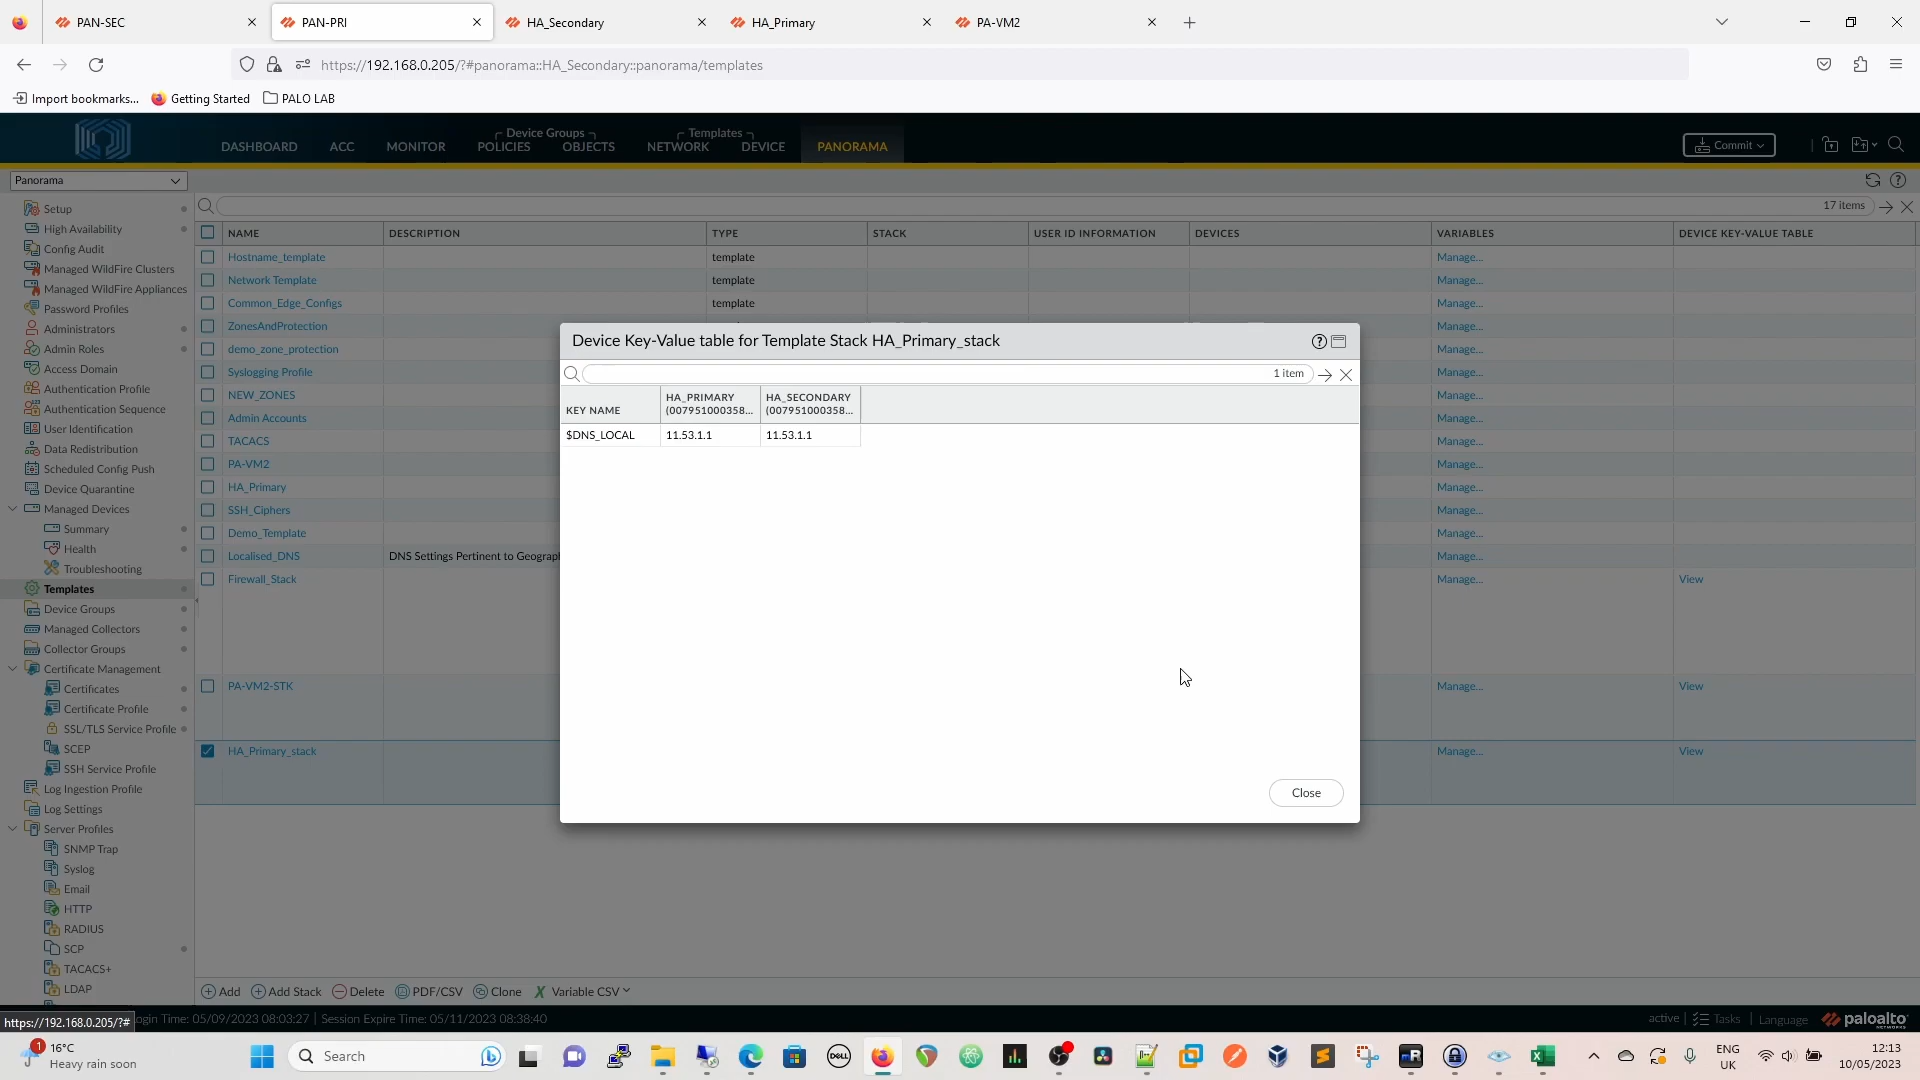 PAN-SEC
PAN-PRI
HA_Secondary
HA_Primary
PA-VM2
https://192.168.0.205/?#panorama::HA_Secondary::panorama/templates
Import bookmarks...
Getting Started
PALO LAB
Device Groups
Templates
DASHBOARD
ACC
MONITOR
POLICIES
OBJECTS
NETWORK
DEVICE
PANORAMA
Commit
Panorama
17 items
Setup
High Availability
Config Audit
Managed WildFire Clusters
Managed WildFire Appliances
Password Profiles
Administrators
Admin Roles
Access Domain
Authentication Profile
Authentication Sequence
User Identification
Data Redistribution
Scheduled Config Push
Device Quarantine
Managed Devices
Summary
Health
Troubleshooting
Templates
Device Groups
Managed Collectors
Collector Groups
Certificate Management
Certificates
Certificate Profile
SSL/TLS Service Profile
SCEP
SSH Service Profile
Log Ingestion Profile
Log Settings
Server Profiles
SNMP Trap
Syslog
Email
HTTP
RADIUS
SCP
TACACS+
LDAP
NAME DESCRIPTION TYPE STACK USER ID INFORMATION DEVICES VARIABLES DEVICE KEY-VALUE TABLE
Hostname_template template Manage...
Network Template template Manage...
Common_Edge_Configs template Manage...
ZonesAndProtection Manage...
demo_zone_protection Manage...
Syslogging Profile Manage...
NEW_ZONES Manage...
Admin Accounts Manage...
TACACS Manage...
PA-VM2 Manage...
HA_Primary Manage...
SSH_Ciphers Manage...
Demo_Template Manage...
Localised_DNS DNS Settings Pertinent to Geograph Manage...
Firewall_Stack Manage... View
PA-VM2-STK Manage... View
HA_Primary_stack Manage... View
Device Key-Value table for Template Stack HA_Primary_stack
1 item
KEY NAME
HA_PRIMARY
(007951000358...
HA_SECONDARY
(007951000358...
$DNS_LOCAL 11.53.1.1 11.53.1.1
Close
Add
Add Stack
Delete
PDF/CSV
Clone
Variable CSV
https://192.168.0.205/?#
ogin Time: 05/09/2023 08:03:27 | Session Expire Time: 05/11/2023 08:38:40
active
Tasks
Language
paloalto
NETWORKS
1
16°C
Heavy rain soon
Search
DELL
ENG
UK
12:13
10/05/2023